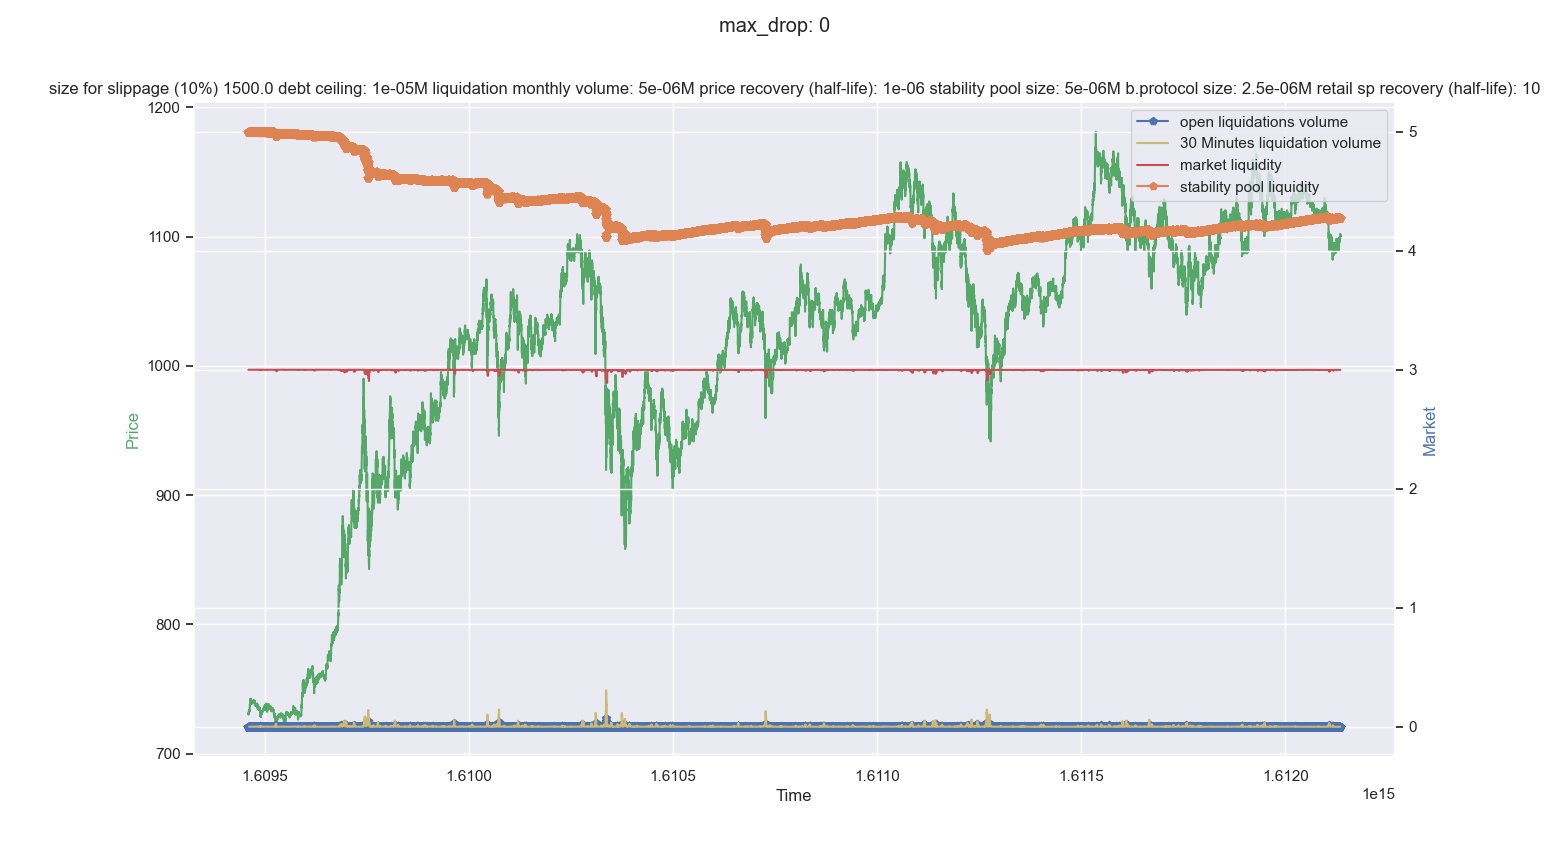 max_drop: 0
size for slippage (10%) 1500.0 debt ceiling: 1e-05M liquidation monthly volume: 5e-06M price recovery (half-life): 1e-06 stability pool size: 5e-06M b.protocol size: 2.5e-06M retail sp recovery (half-life): 10
open liquidations volume
30 Minutes liquidation volume
market liquidity
stability pool liquidity
1200
1100
1000
900
800
700
Price
5
4
3
2
1
0
Market
1.6095 1.6100 1.6105 1.6110 1.6115 1.6120
1e15
Time